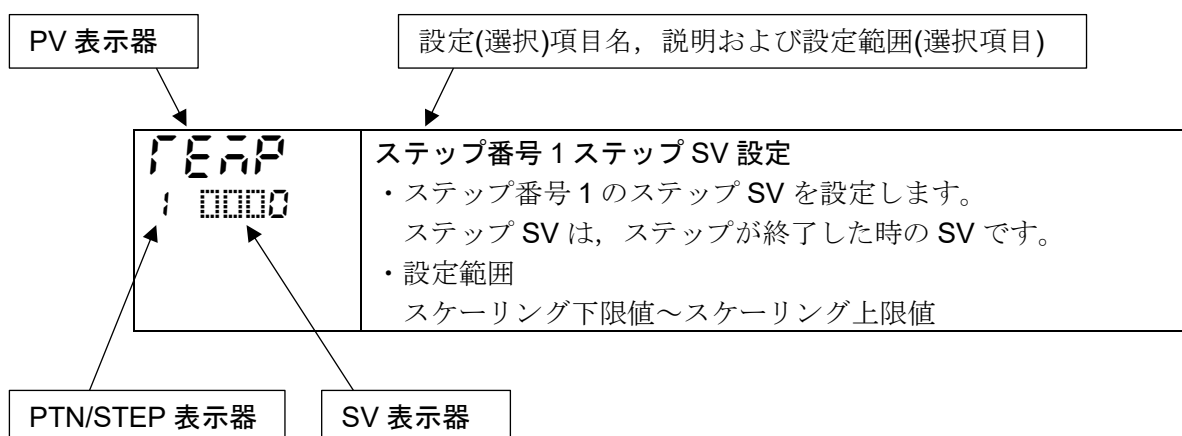 PV 表示器
設定(選択)項目名，説明および設定範囲(選択項目)
TEMP
1 0000
ステップ番号 1 ステップ SV 設定
・ステップ番号 1 のステップ SV を設定します。
ステップ SV は，ステップが終了した時の SV です。
・設定範囲
スケーリング下限値～スケーリング上限値
PTN/STEP 表示器
SV 表示器